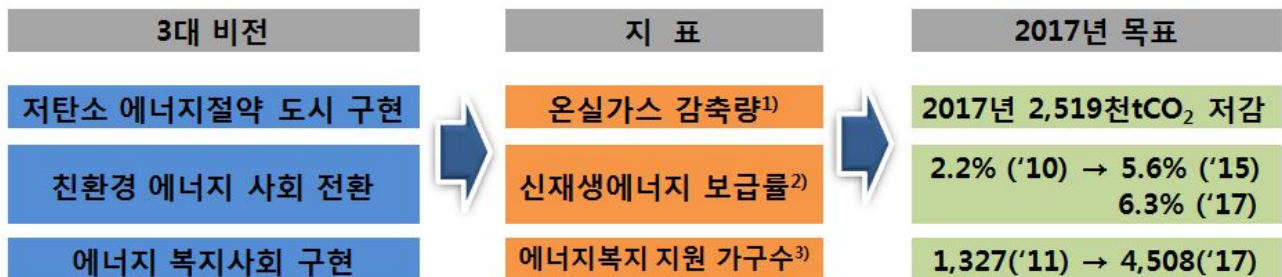 3대 비전
지 표
2017년 목표
저탄소 에너지절약 도시 구현
온실가스 감축량1)
2017년 2,519천tCO₂ 저감
친환경 에너지 사회 전환
신재생에너지 보급률2)
2.2% (‘10) → 5.6% (‘15)
6.3% (‘17)
에너지 복지사회 구현
에너지복지 지원 가구수3)
1,327(‘11) → 4,508(‘17)